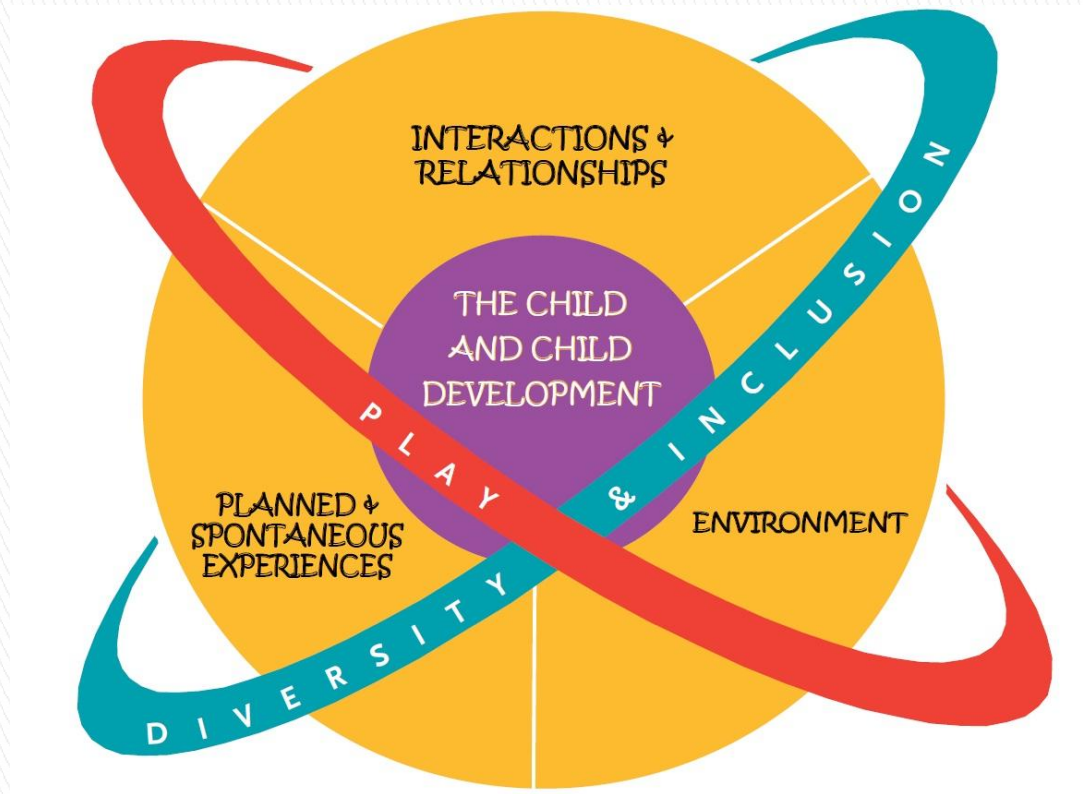 INTERACTIONS &
RELATIONSHIPS
THE CHILD
AND CHILD
DEVELOPMENT
PLAY
PLANNED &
SPONTANEOUS
EXPERIENCES
ENVIRONMENT
DIVERSITY & INCLUSION